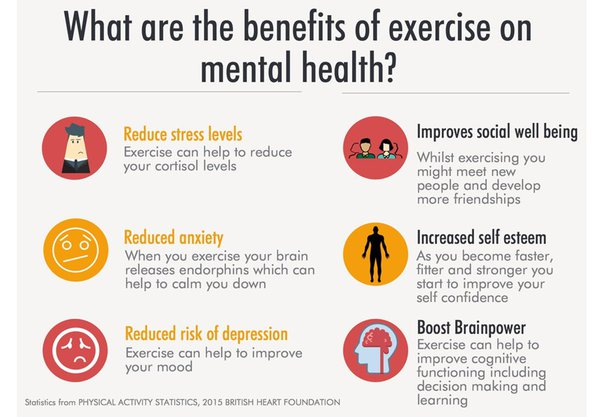 What are the benefits of exercise on
mental health?
Reduce stress levels
Exercise can help to reduce
your cortisol levels
Reduced anxiety
When you exercise your brain
releases endorphins which can
help to calm you down
Reduced risk of depression
Exercise can help to improve
your mood
Improves social well being
Whilst exercising you
might meet new
people and develop
more friendships
Increased self esteem
As you become faster,
fitter and stronger you
start to improve your
self confidence
Boost Brainpower
Exercise can help to
improve cognitive
functioning including
decision making and
learning
Statistics from PHYSICAL ACTIVITY STATISTICS, 2015 BRITISH HEART FOUNDATION